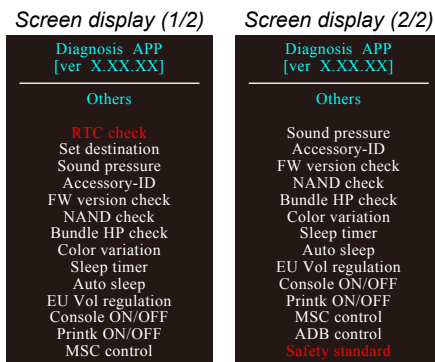 Screen display (1/2)
Diagnosis APP
[ver X.XX.XX]
Others
RTC check
Set destination
Sound pressure
Accessory-ID
FW version check
NAND check
Bundle HP check
Color variation
Sleep timer
Auto sleep
EU Vol regulation
Console ON/OFF
Printk ON/OFF
MSC control
Screen display (2/2)
Diagnosis APP
[ver X.XX.XX]
Others
Sound pressure
Accessory-ID
FW version check
NAND check
Bundle HP check
Color variation
Sleep timer
Auto sleep
EU Vol regulation
Console ON/OFF
Printk ON/OFF
MSC control
ADB control
Safety standard